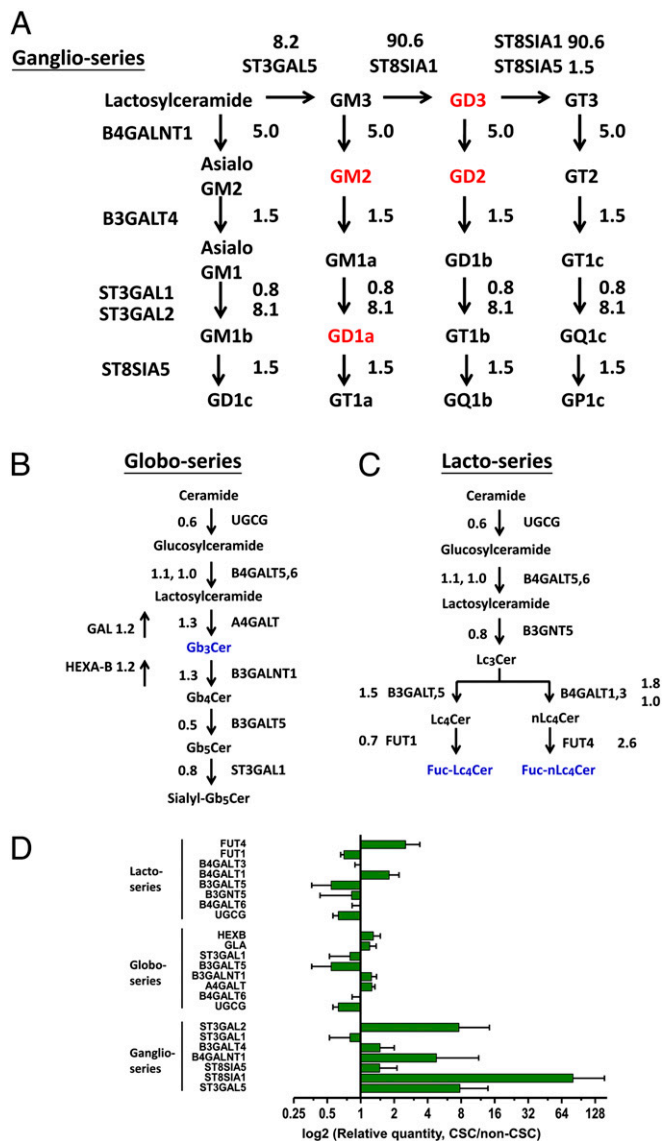 A
Ganglio-series
8.2 90.6 ST8SIA1 90.6
ST3GAL5 ST8SIA1 ST8SIA5 1.5
Lactosylceramide GM3 GD3 GT3
B4GALNT1 5.0 5.0 5.0 5.0
Asialo
GM2 GM2 GD2 GT2
B3GALT4 1.5 1.5 1.5 1.5
Asialo
GM1 GM1a GD1b GT1c
ST3GAL1 0.8 0.8 0.8 0.8
ST3GAL2 8.1 8.1 8.1 8.1
GM1b GD1a GT1b GQ1c
ST8SIA5 1.5 1.5 1.5 1.5
GD1c GT1a GQ1b GP1c
B
Globo-series
Ceramide
0.6 UGCG
Glucosylceramide
1.1, 1.0 B4GALT5,6
Lactosylceramide
GAL 1.2 1.3 A4GALT
Gb3Cer
HEXA-B 1.2 1.3 B3GALNT1
Gb4Cer
0.5 B3GALT5
Gb5Cer
0.8 ST3GAL1
Sialyl-Gb5Cer
C
Lacto-series
Ceramide
0.6 UGCG
Glucosylceramide
1.1, 1.0 B4GALT5,6
Lactosylceramide
0.8 B3GNT5
Lc3Cer
1.5 B3GALT,5 B4GALT1,3 1.8
1.0
Lc4Cer nLc4Cer
0.7 FUT1 FUT4 2.6
Fuc-Lc4Cer Fuc-nLc4Cer
D
Lacto-
series
FUT4
FUT1
B4GALT3
B4GALT1
B3GALT5
B3GNT5
B4GALT6
UGCG
Globo-
series
HEXB
GLA
ST3GAL1
B3GALT5
B3GALNT1
A4GALT
B4GALT6
UGCG
Ganglio-
series
ST3GAL2
ST3GAL1
B3GALT4
B4GALNT1
ST8SIA5
ST8SIA1
ST3GAL5
0.25 0.5 1 2 4 8 16 32 64 128
log2 (Relative quantity, CSC/non-CSC)